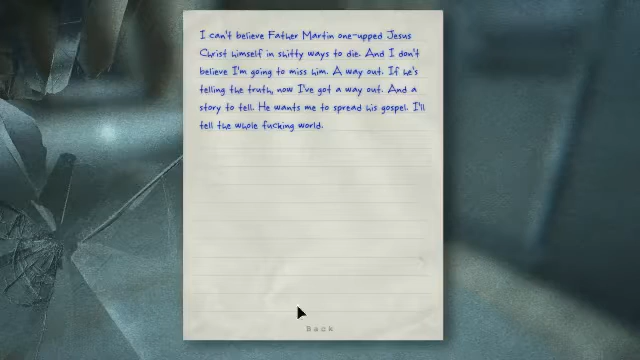 I can't believe Father Martin one-upped Jesus
Christ himself in shitty ways to die. And I don't
believe I'm going to miss him. A way out. If he's
telling the truth, now I've got a way out. And a
story to tell. He wants me to spread his gospel. I'll
tell the whole fucking world.
Back